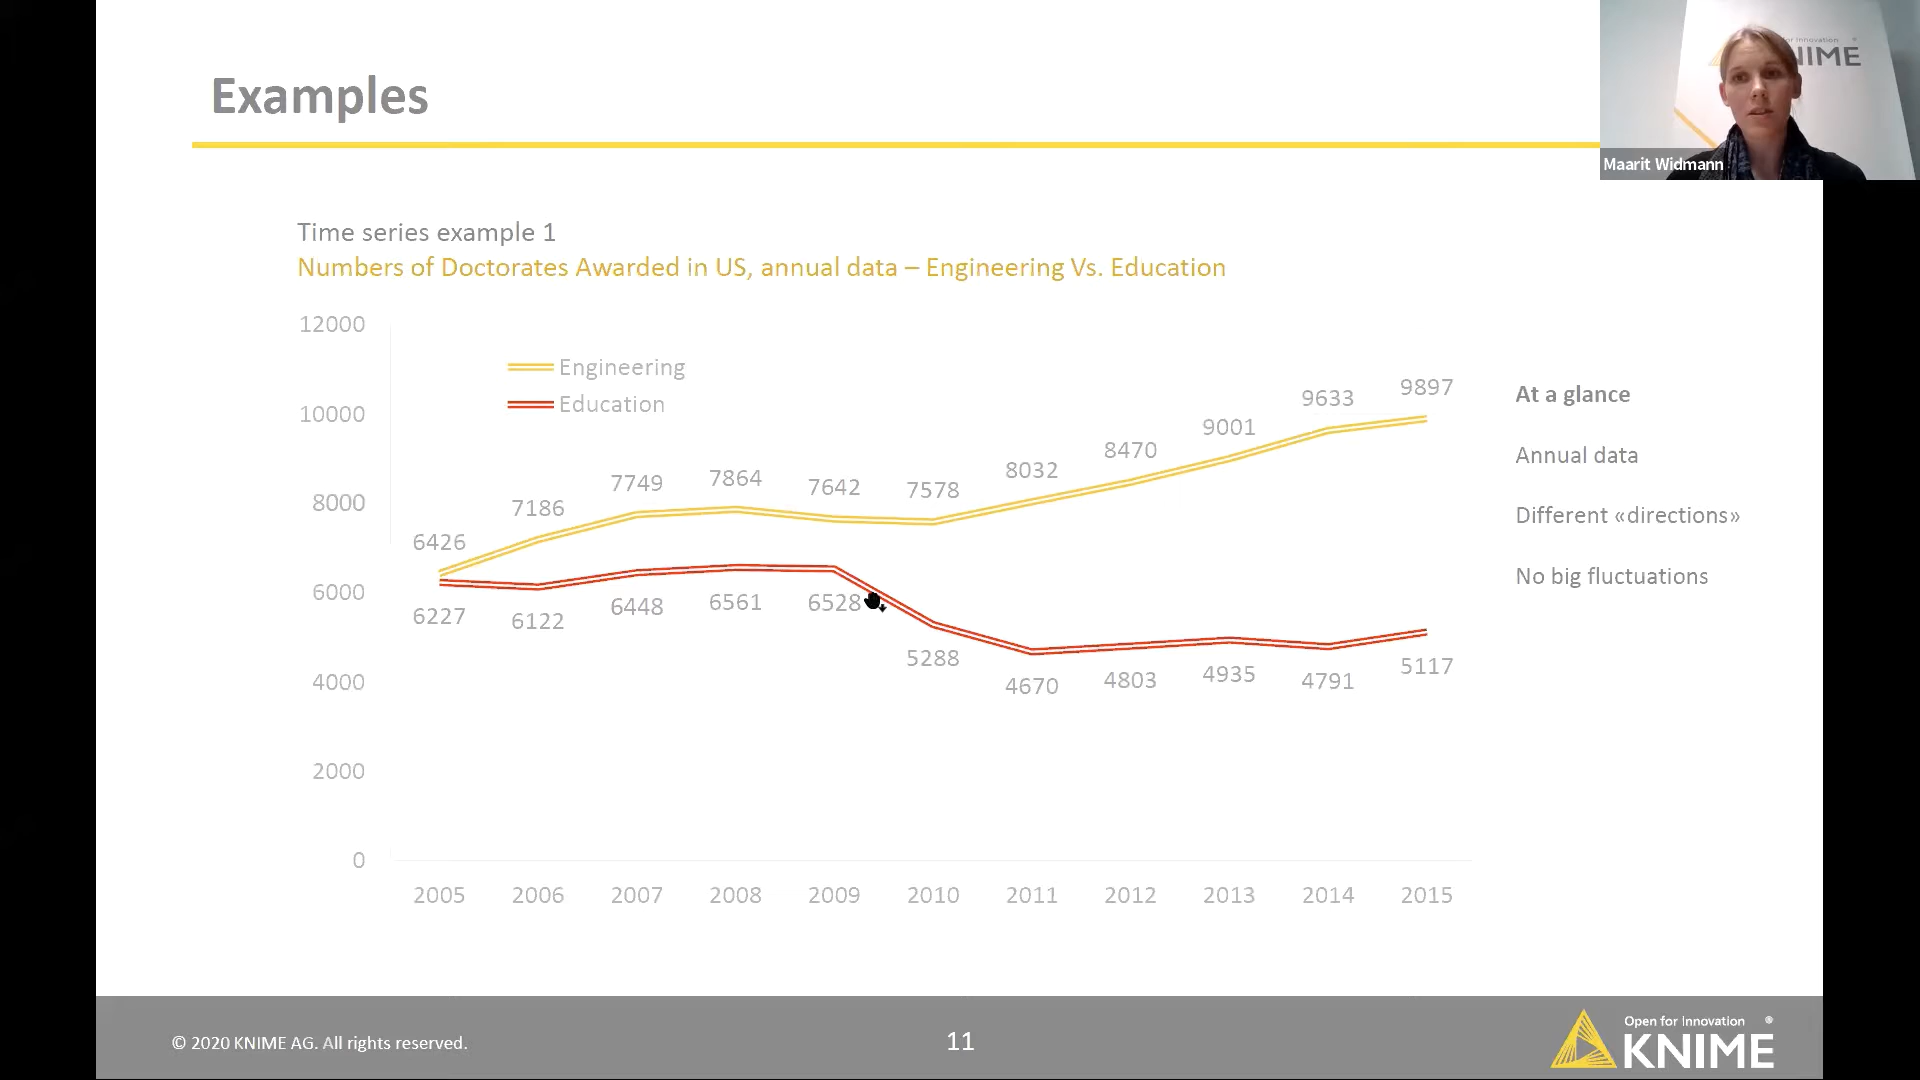 Examples
for Innovation
NIME
Maarit Widmann
Time series example 1
Numbers of Doctorates Awarded in US, annual data – Engineering Vs. Education
12000
10000
8000
6000
4000
2000
0
Engineering
Education
6426
7186
7749
7864
7642
7578
8032
8470
9001
9633
9897
6227
6122
6448
6561
6528
5288
4670
4803
4935
4791
5117
2005
2006
2007
2008
2009
2010
2011
2012
2013
2014
2015
At a glance
Annual data
Different «directions»
No big fluctuations
© 2020 KNIME AG. All rights reserved.
11
Open for Innovation ®
KNIME